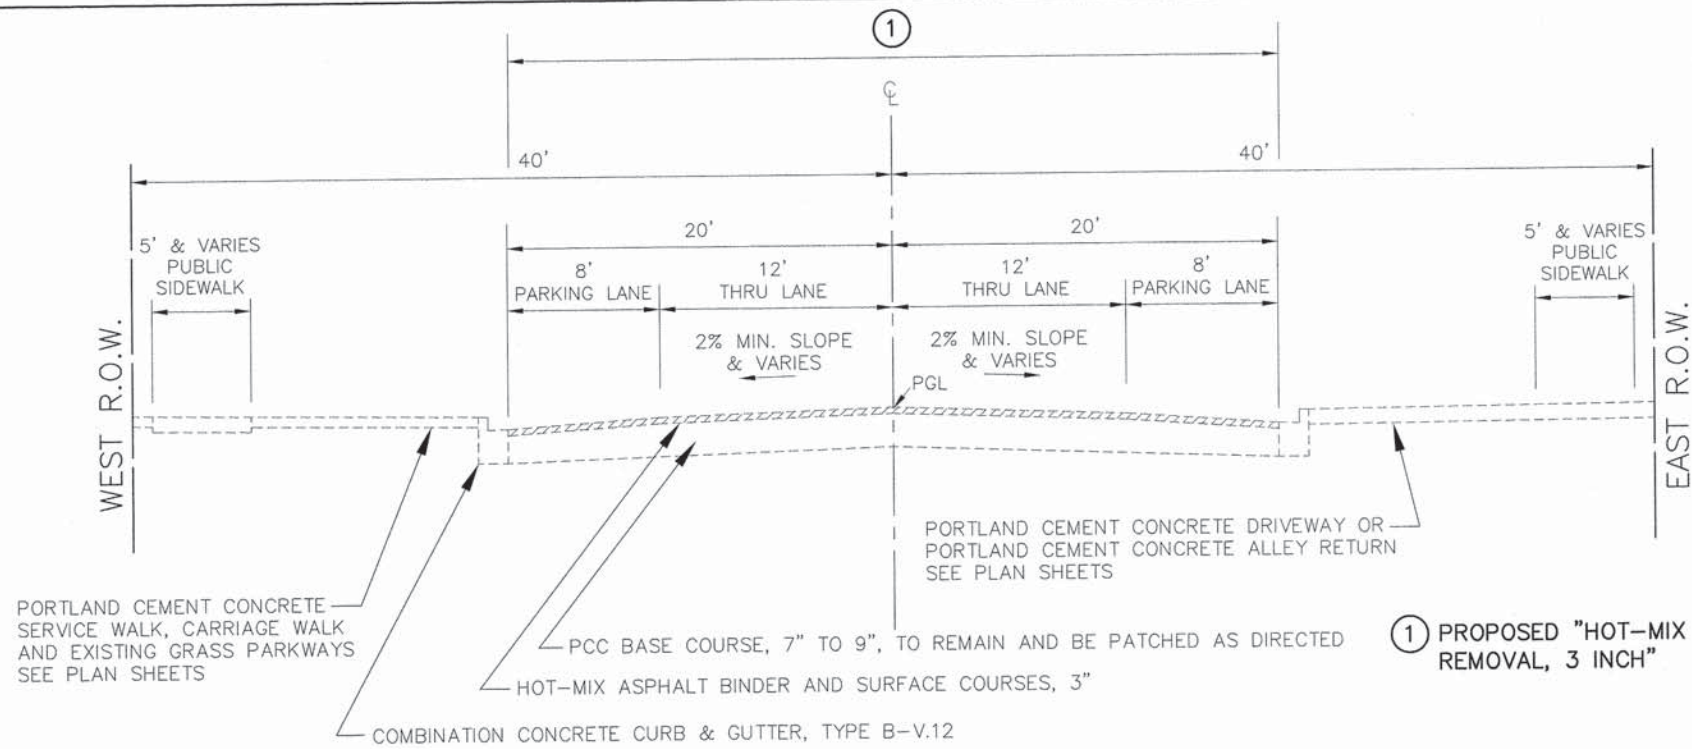 1
℄
40' 40'
20' 20'
5' & VARIES
PUBLIC
SIDEWALK
8'
PARKING LANE
12'
THRU LANE
12'
THRU LANE
8'
PARKING LANE
5' & VARIES
PUBLIC
SIDEWALK
2% MIN. SLOPE
& VARIES
2% MIN. SLOPE
& VARIES
PGL
WEST R.O.W.
EAST R.O.W.
PORTLAND CEMENT CONCRETE DRIVEWAY OR
PORTLAND CEMENT CONCRETE ALLEY RETURN
SEE PLAN SHEETS
PORTLAND CEMENT CONCRETE
SERVICE WALK, CARRIAGE WALK
AND EXISTING GRASS PARKWAYS
SEE PLAN SHEETS
PCC BASE COURSE, 7" TO 9", TO REMAIN AND BE PATCHED AS DIRECTED
HOT-MIX ASPHALT BINDER AND SURFACE COURSES, 3"
COMBINATION CONCRETE CURB & GUTTER, TYPE B-V.12
1 PROPOSED "HOT-MIX
REMOVAL, 3 INCH"